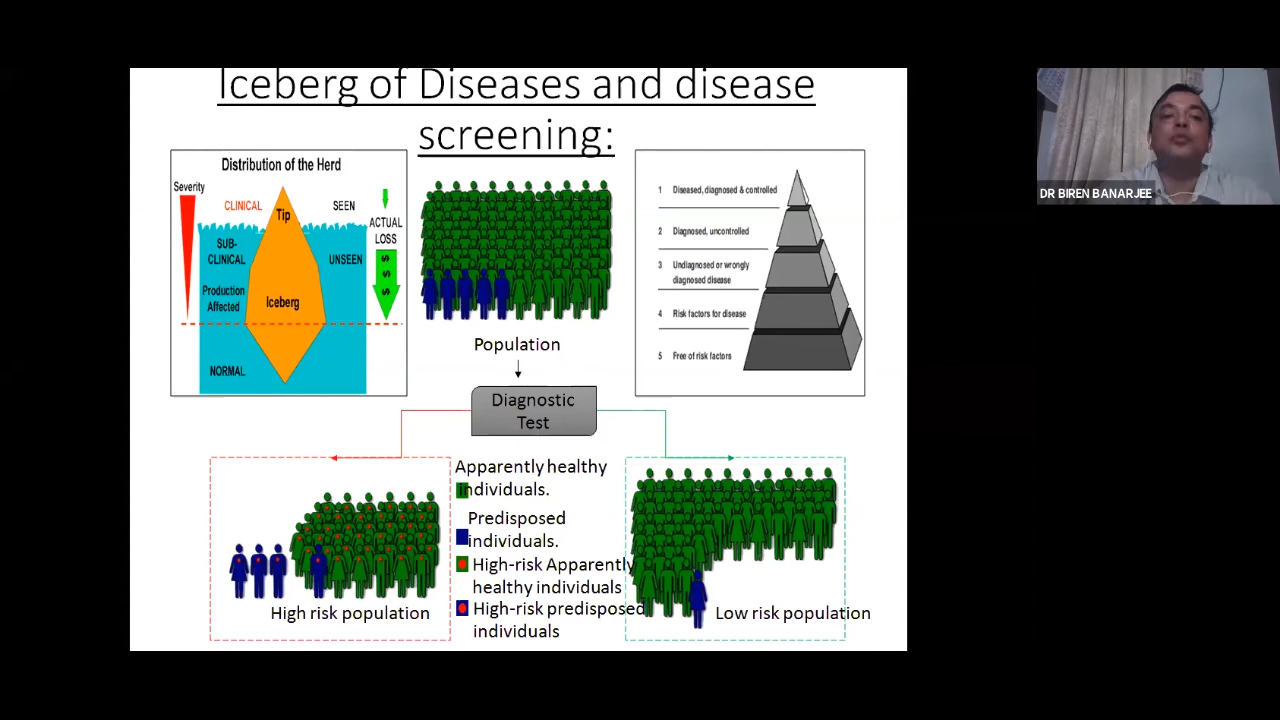 Iceberg of Diseases and disease
screening:
Distribution of the Herd
Severity
CLINICAL
SEEN
Tip
ACTUAL
LOSS
SUB-
CLINICAL
UNSEEN
$
$
$
Production
Affected
Iceberg
NORMAL
Population
Diagnostic
Test
1 Diseased, diagnosed & controlled
2 Diagnosed, uncontrolled
3 Undiagnosed or wrongly
diagnosed disease
4 Risk factors for disease
5 Free of risk factors
High risk population
Apparently healthy
individuals.
Predisposed
individuals.
High-risk Apparently
healthy individuals
High-risk predisposed
individuals
Low risk population
DR BIREN BANARJEE